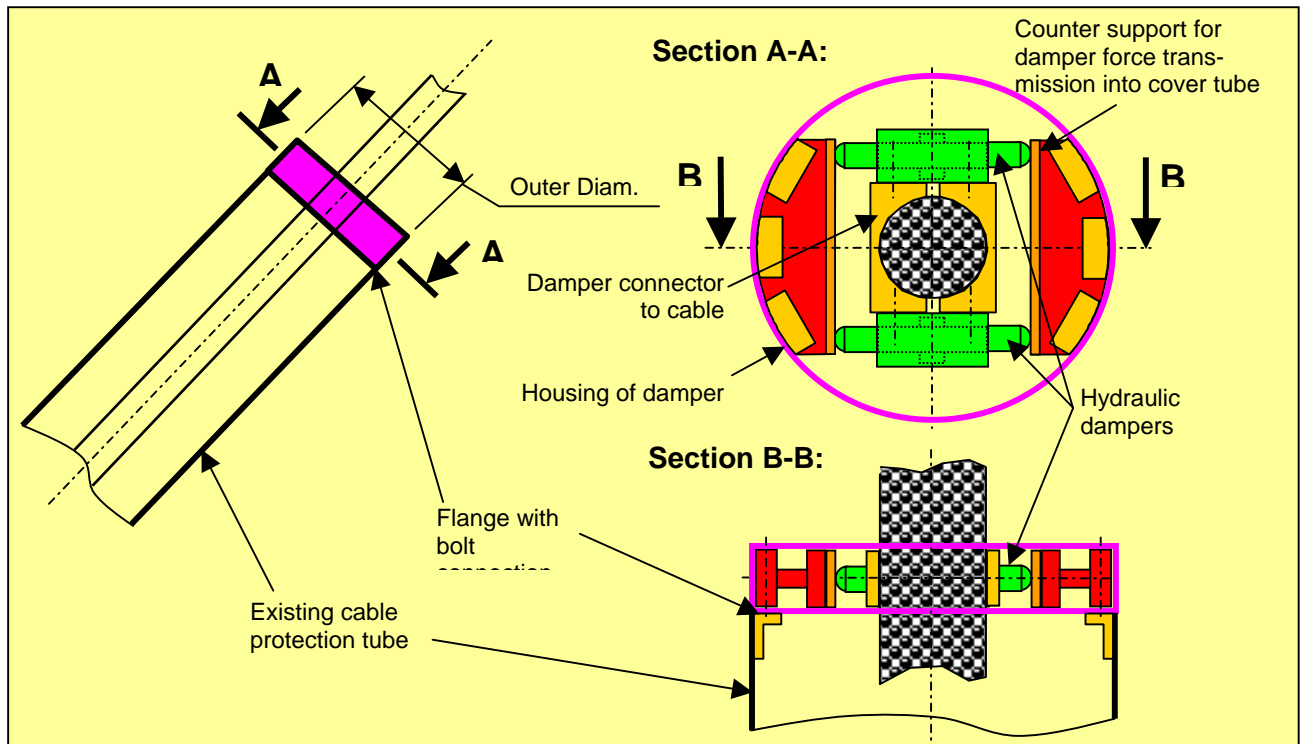 A
A
Outer Diam.
Section A-A:
Counter support for
damper force trans-
mission into cover tube
B
B
Damper connector
to cable
Housing of damper
Hydraulic
dampers
Section B-B:
Flange with
bolt
connection
Existing cable
protection tube